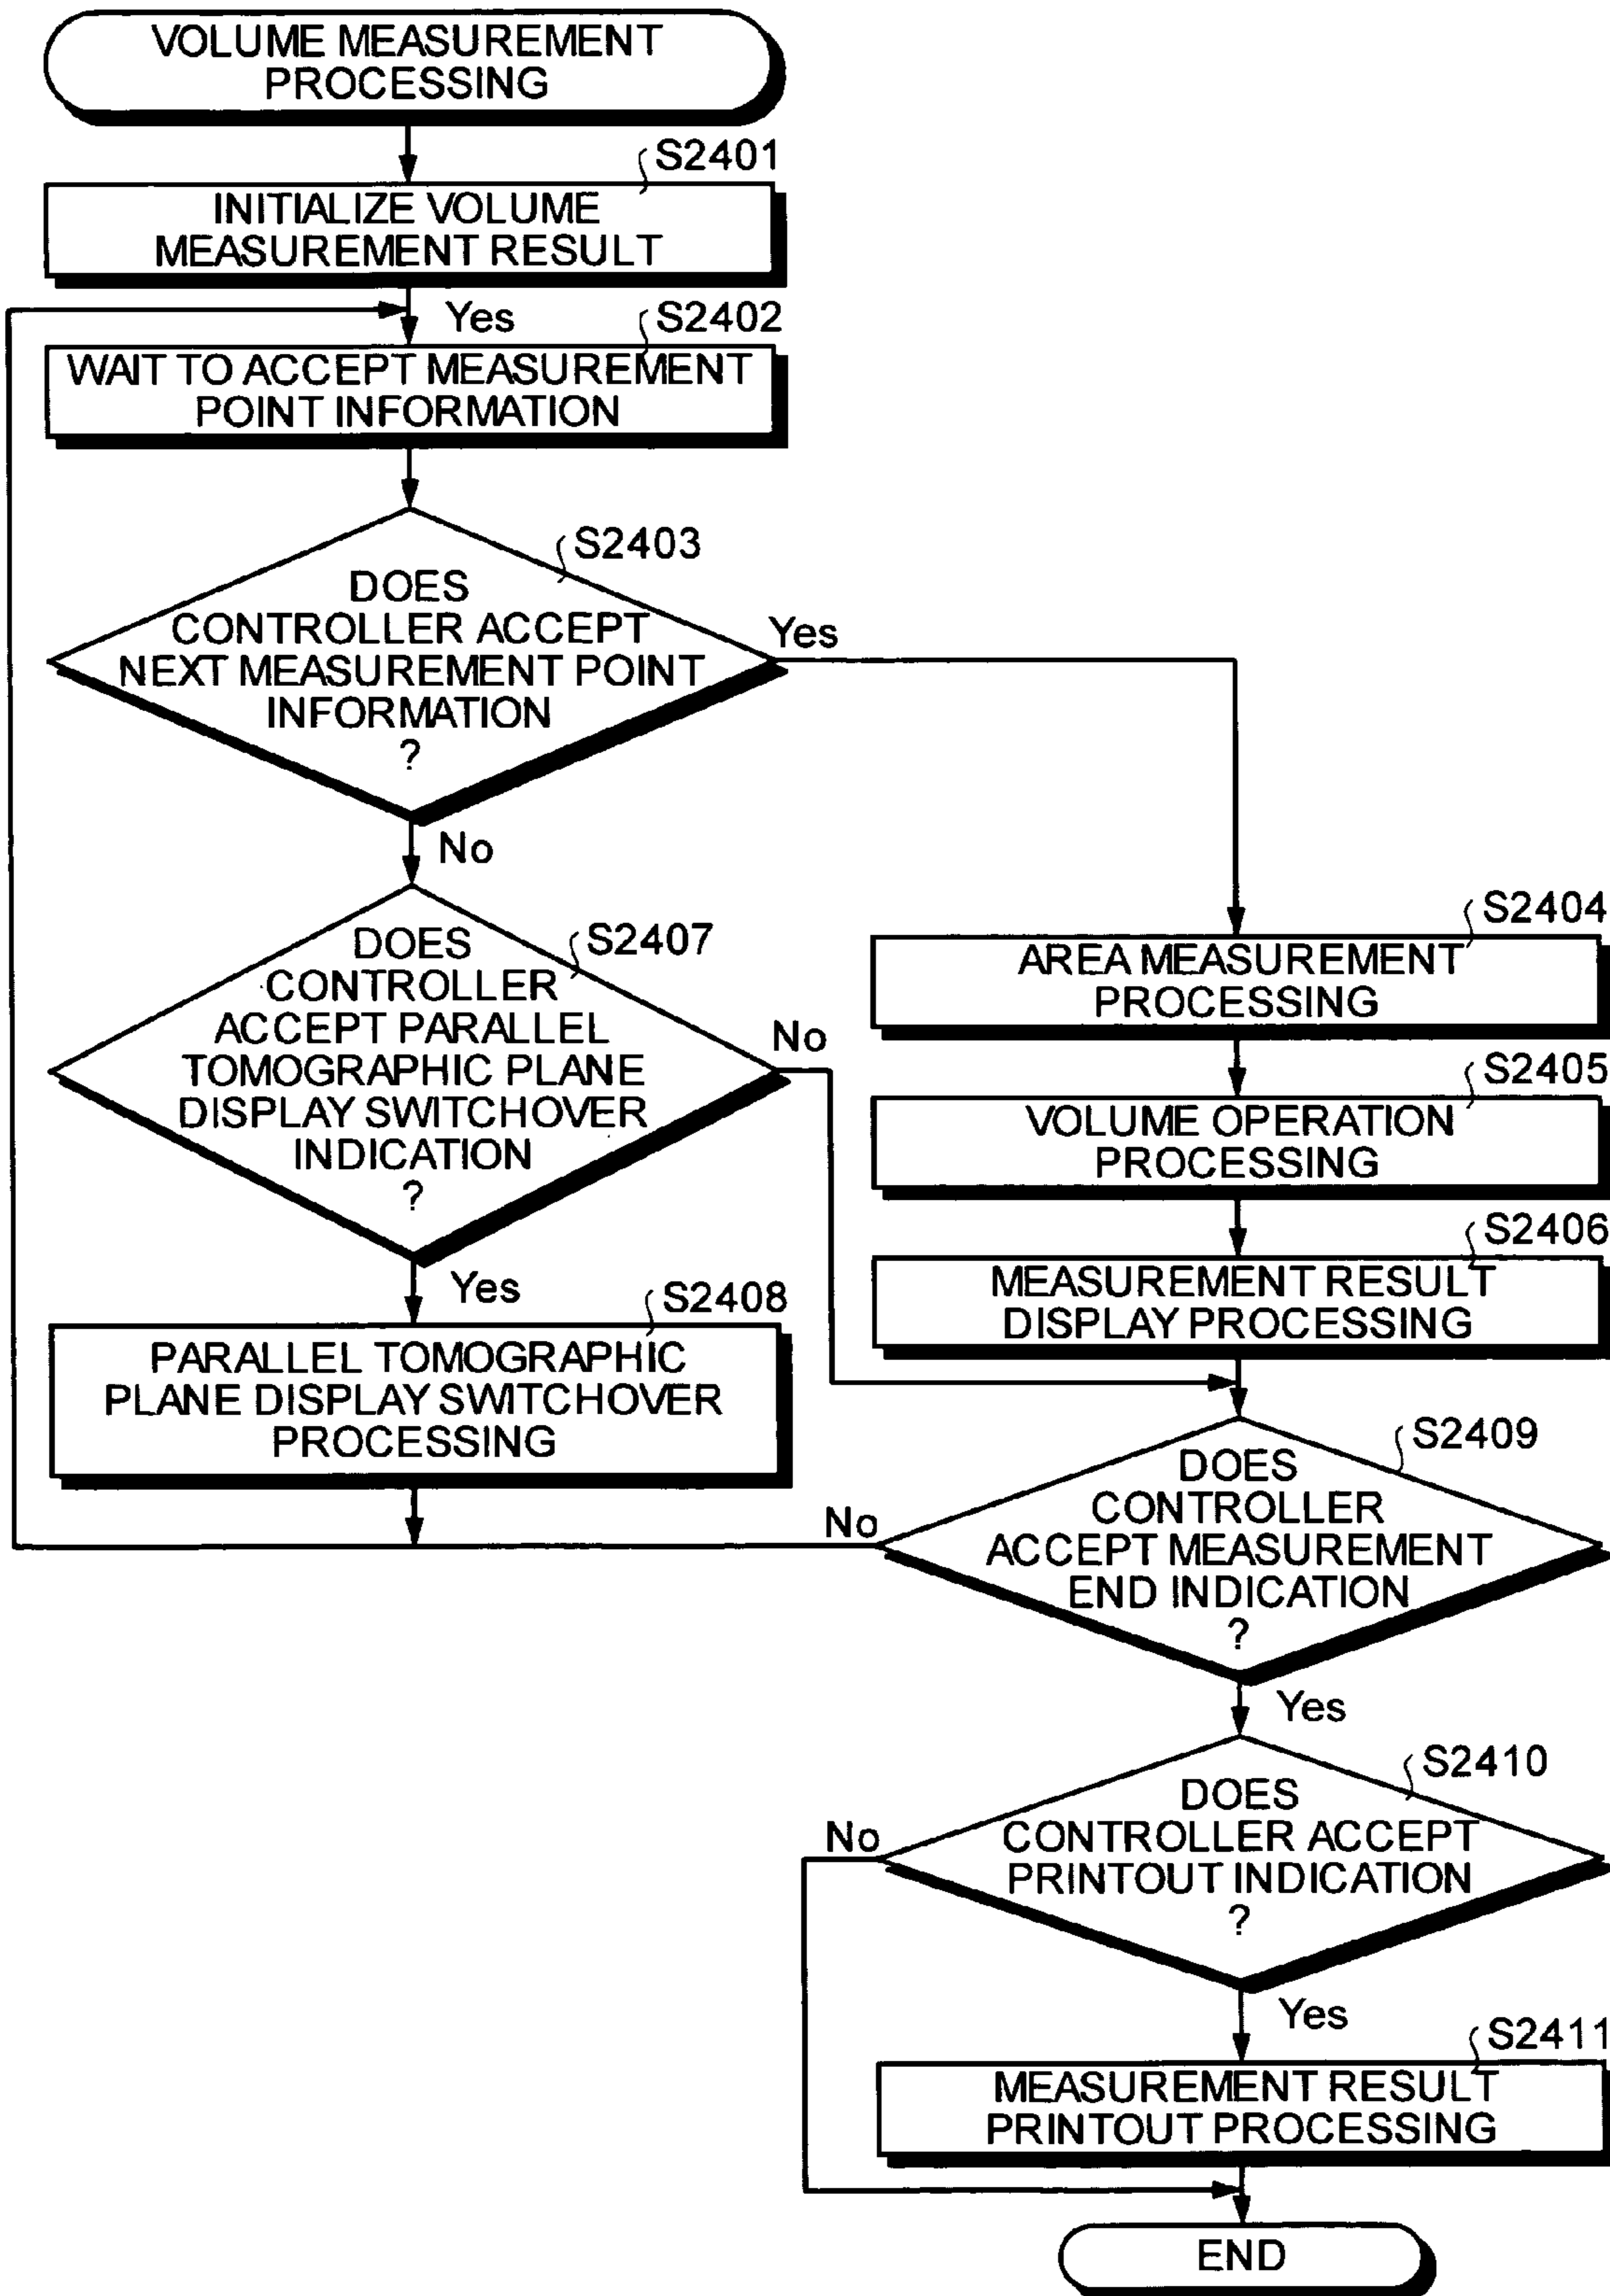 VOLUME MEASUREMENT
PROCESSING
S2401
INITIALIZE VOLUME
MEASUREMENT RESULT
Yes
S2402
WAIT TO ACCEPT MEASUREMENT
POINT INFORMATION
S2403
DOES
CONTROLLER ACCEPT
NEXT MEASUREMENT POINT
INFORMATION
?
Yes
No
S2407
DOES
CONTROLLER
ACCEPT PARALLEL
TOMOGRAPHIC PLANE
DISPLAY SWITCHOVER
INDICATION
?
No
Yes
S2408
PARALLEL TOMOGRAPHIC
PLANE DISPLAY SWITCHOVER
PROCESSING
S2404
AREA MEASUREMENT
PROCESSING
S2405
VOLUME OPERATION
PROCESSING
S2406
MEASUREMENT RESULT
DISPLAY PROCESSING
S2409
DOES
CONTROLLER
ACCEPT MEASUREMENT
END INDICATION
?
No
Yes
S2410
DOES
CONTROLLER ACCEPT
PRINTOUT INDICATION
?
No
Yes
S2411
MEASUREMENT RESULT
PRINTOUT PROCESSING
END